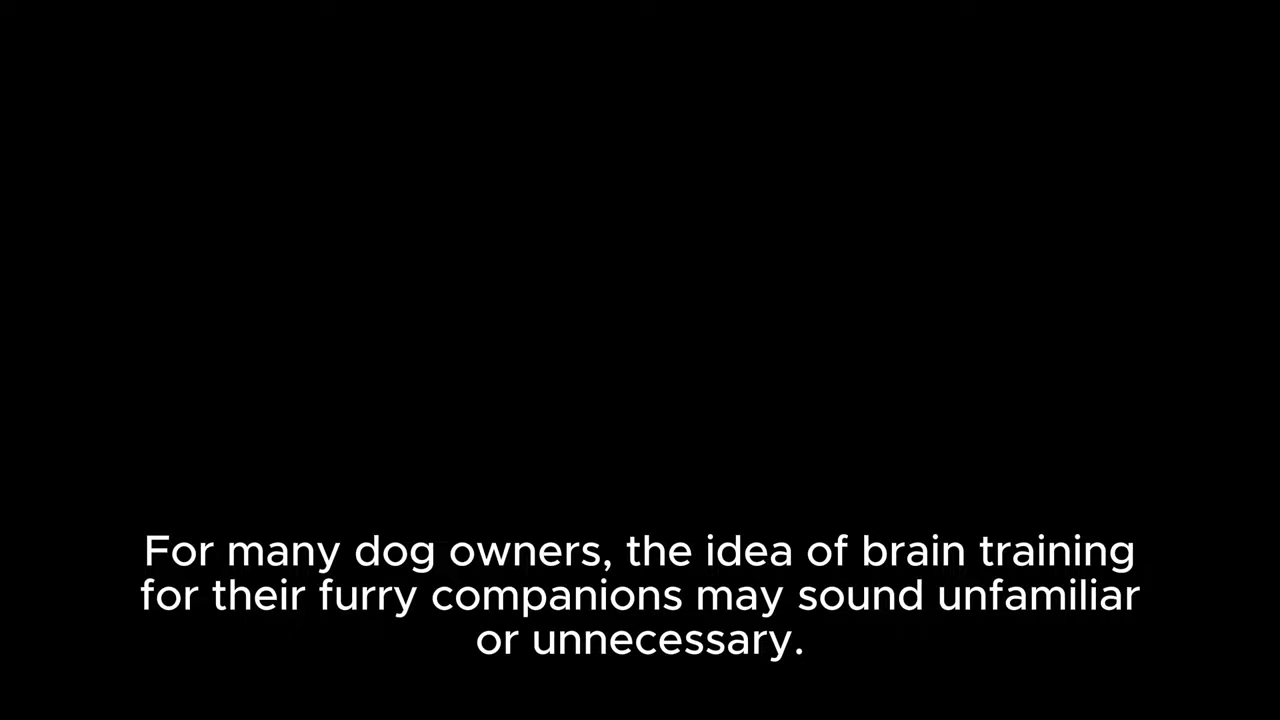 For many dog owners, the idea of brain training
for their furry companions may sound unfamiliar
or unnecessary.